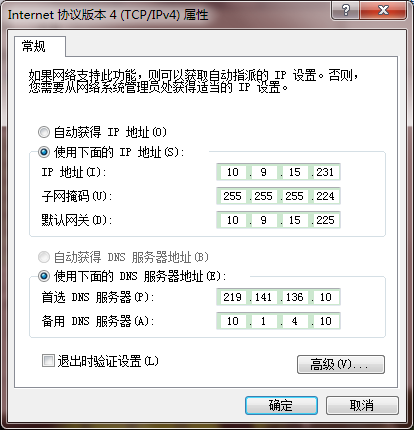 Internet 协议版本 4 (TCP/IPv4) 属性
常规
如果网络支持此功能，则可以获取自动指派的 IP 设置。否则，
您需要从网络系统管理员处获得适当的 IP 设置。
自动获得 IP 地址(O)
使用下面的 IP 地址(S):
IP 地址(I): 10 . 9 . 15 . 231
子网掩码(U): 255 . 255 . 255 . 224
默认网关(D): 10 . 9 . 15 . 225
自动获得 DNS 服务器地址(B)
使用下面的 DNS 服务器地址(E):
首选 DNS 服务器(P): 219 . 141 . 136 . 10
备用 DNS 服务器(A): 10 . 1 . 4 . 10
退出时验证设置(L)
高级(V)...
确定 取消